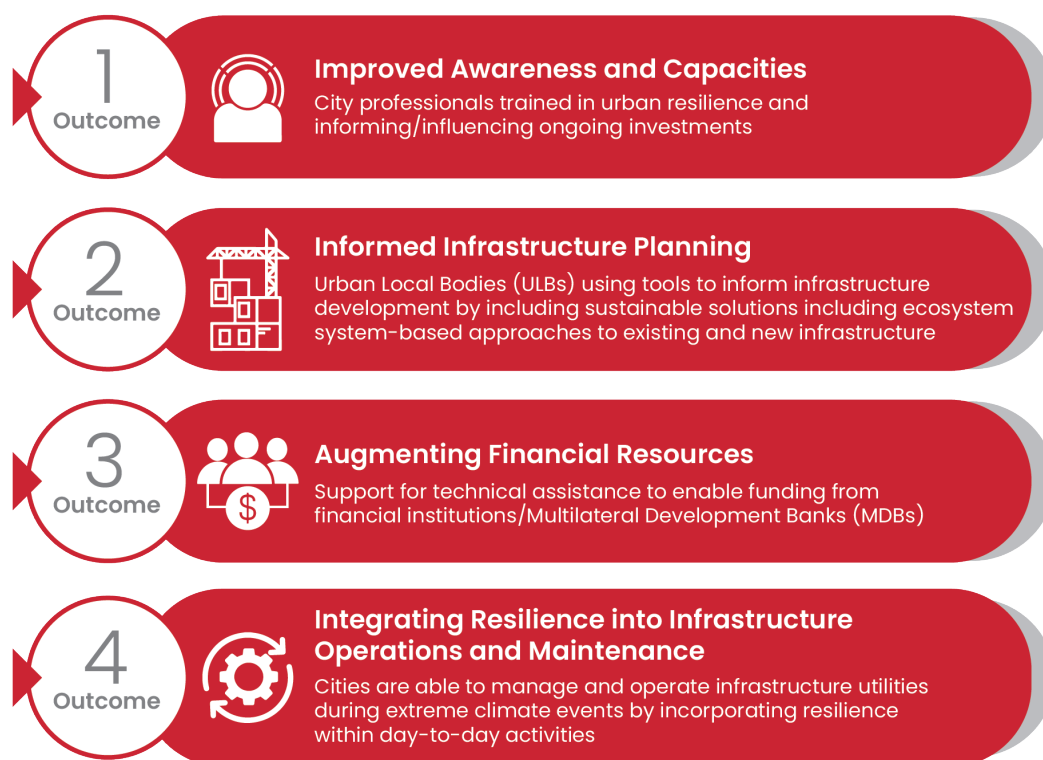 1
Outcome
Improved Awareness and Capacities
City professionals trained in urban resilience and
informing/influencing ongoing investments
2
Outcome
Informed Infrastructure Planning
Urban Local Bodies (ULBs) using tools to inform infrastructure
development by including sustainable solutions including ecosystem
system-based approaches to existing and new infrastructure
3
Outcome
Augmenting Financial Resources
$
Support for technical assistance to enable funding from
financial institutions/Multilateral Development Banks (MDBs)
4
Outcome
Integrating Resilience into Infrastructure
Operations and Maintenance
Cities are able to manage and operate infrastructure utilities
during extreme climate events by incorporating resilience
within day-to-day activities